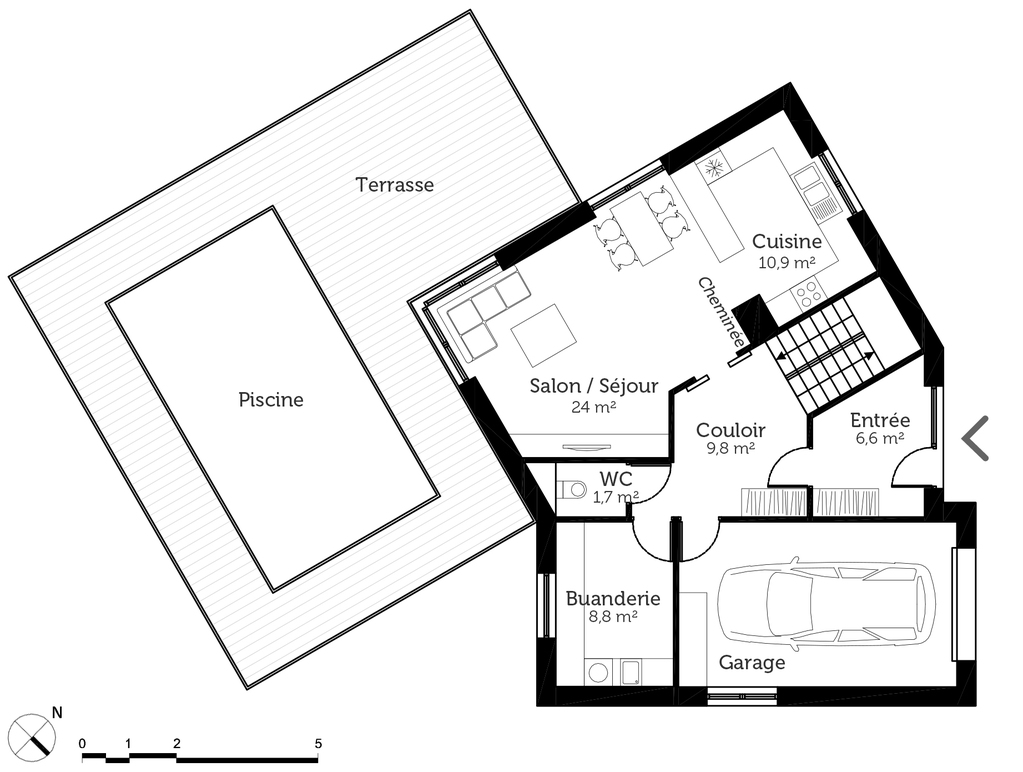 Terrasse
Cuisine
10,9 m²
Cheminée
Salon / Séjour
24 m²
Piscine
Couloir
9,8 m²
Entrée
6,6 m²
WC
1,7 m²
Buanderie
8,8 m²
Garage
N
0 1 2 5